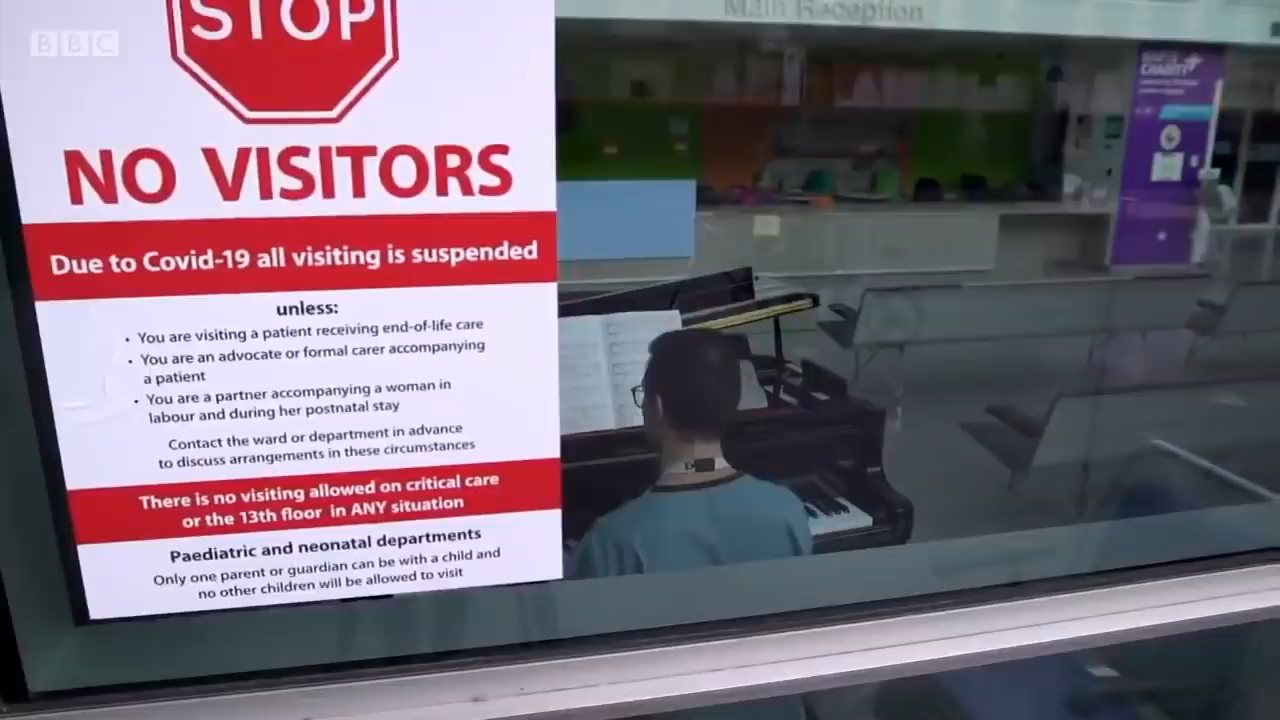 BBC
STOP
Main Reception
CHARITY
NO VISITORS
Due to Covid-19 all visiting is suspended
unless:
• You are visiting a patient receiving end-of-life care
• You are an advocate or formal carer accompanying
a patient
• You are a partner accompanying a woman in
labour and during her postnatal stay
Contact the ward or department in advance
to discuss arrangements in these circumstances
There is no visiting allowed on critical care
or the 13th floor in ANY situation
Paediatric and neonatal departments
Only one parent or guardian can be with a child and
no other children will be allowed to visit